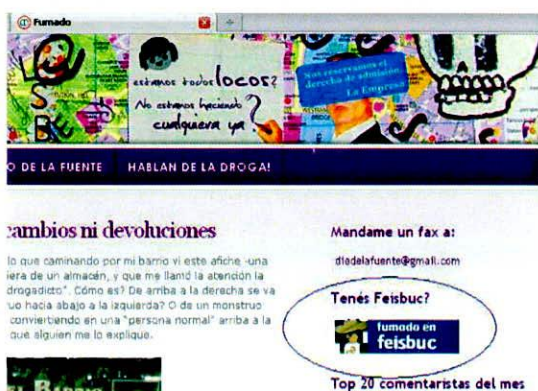 Fumado
estamos todos locos?
No estamos haciendo
cualquiera ya?
Nos reservamos el
derecho de admisión
La Empresa
O DE LA FUENTE
HABLAN DE LA DROGA!
cambios ni devoluciones
lo que caminando por mi barrio vi este afiche -una
iera de un almacén, y que me llamó la atención la
drogadicto". Cómo es? De arriba a la derecha se va
uo hacia abajo a la izquierda? O de un monstruo
conviertiendo en una "persona normal" arriba a la
que alguien me lo explique.
Mandame un fax a:
diedelafuente@gmail.com
Tenés Feisbuc?
fumado en
feisbuc
Top 20 comentaristas del mes